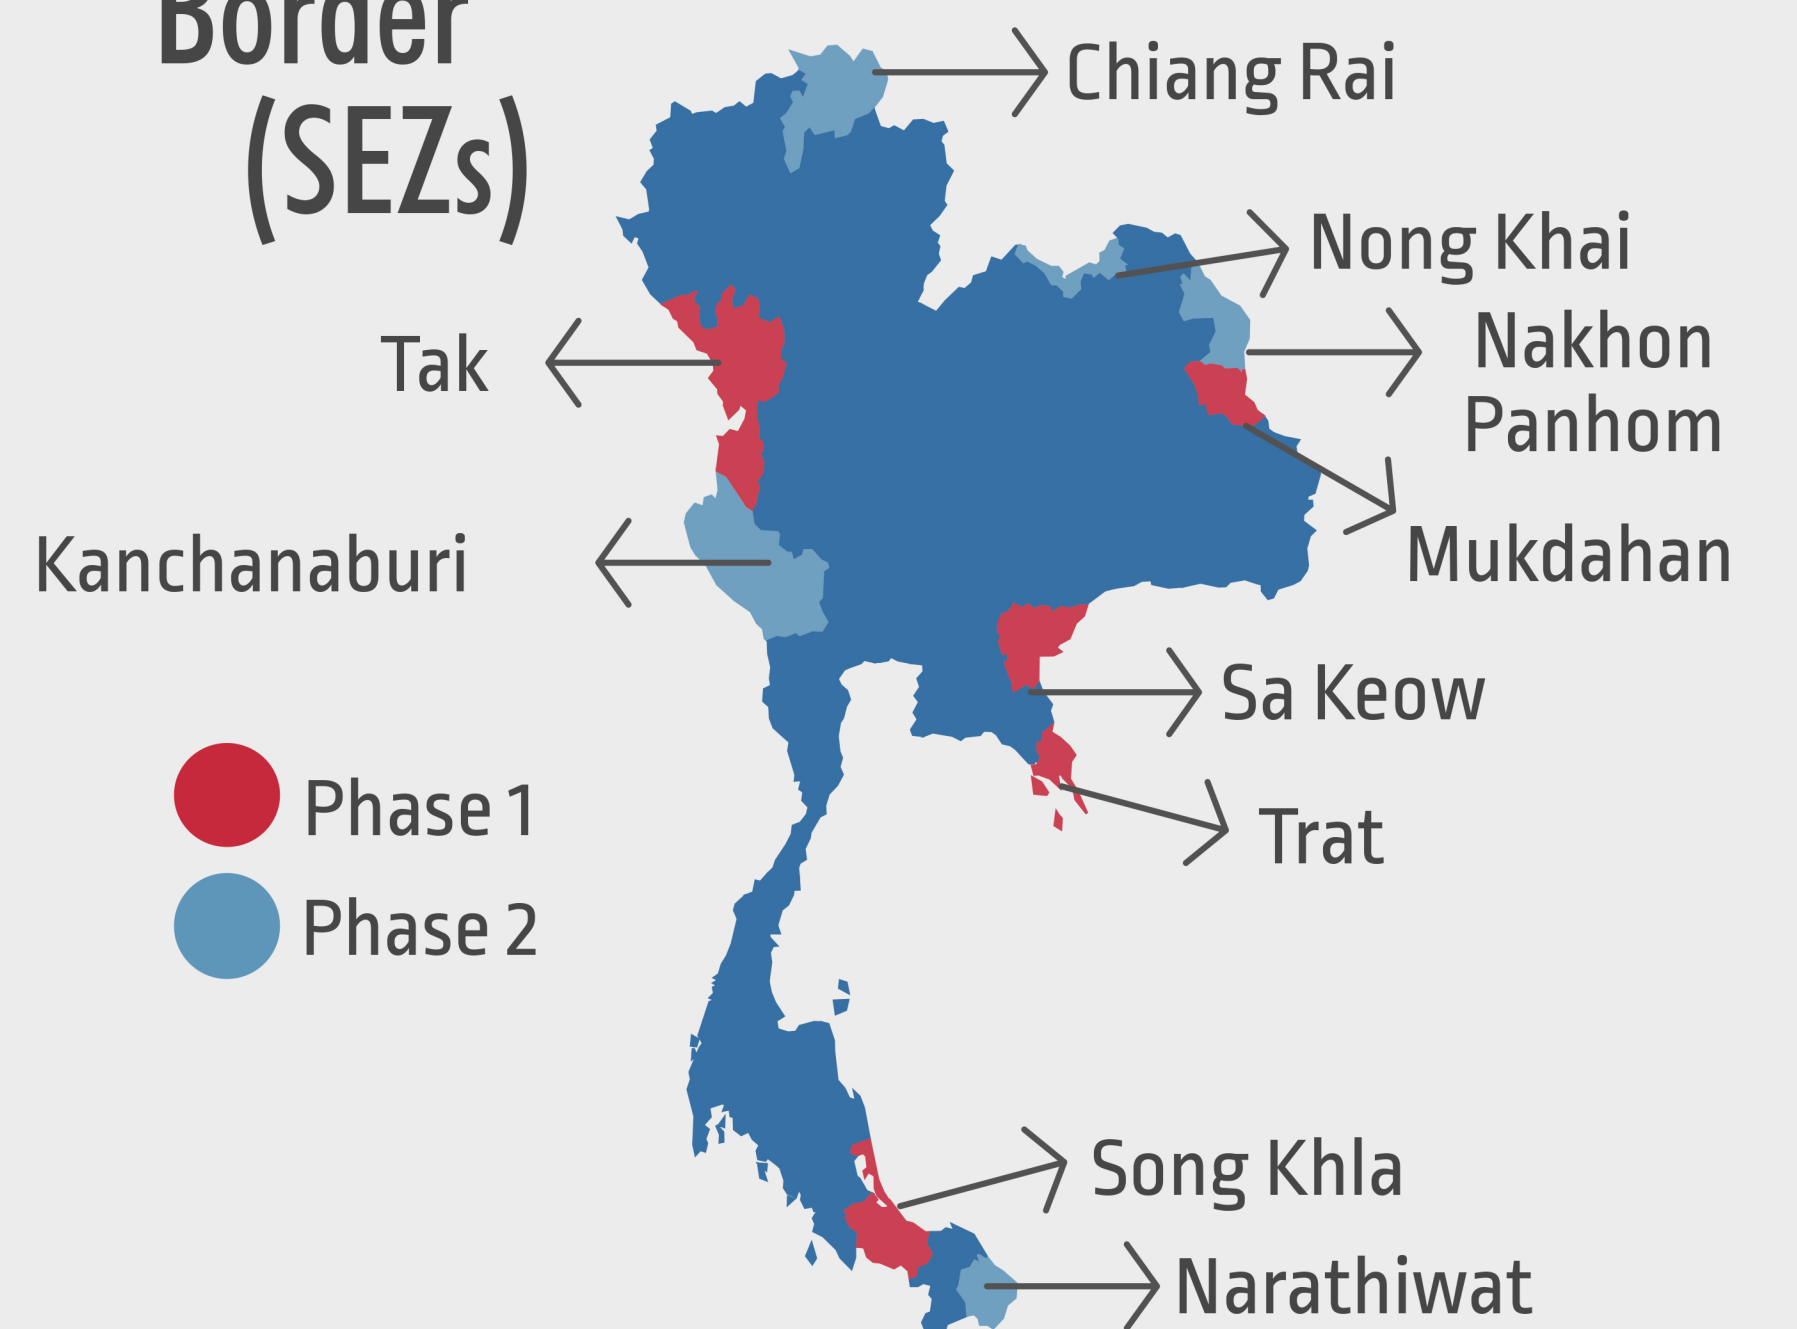 Border
(SEZs)
Chiang Rai
Nong Khai
Nakhon
Panhom
Tak
Mukdahan
Kanchanaburi
Sa Keow
Trat
Phase 1
Phase 2
Song Khla
Narathiwat